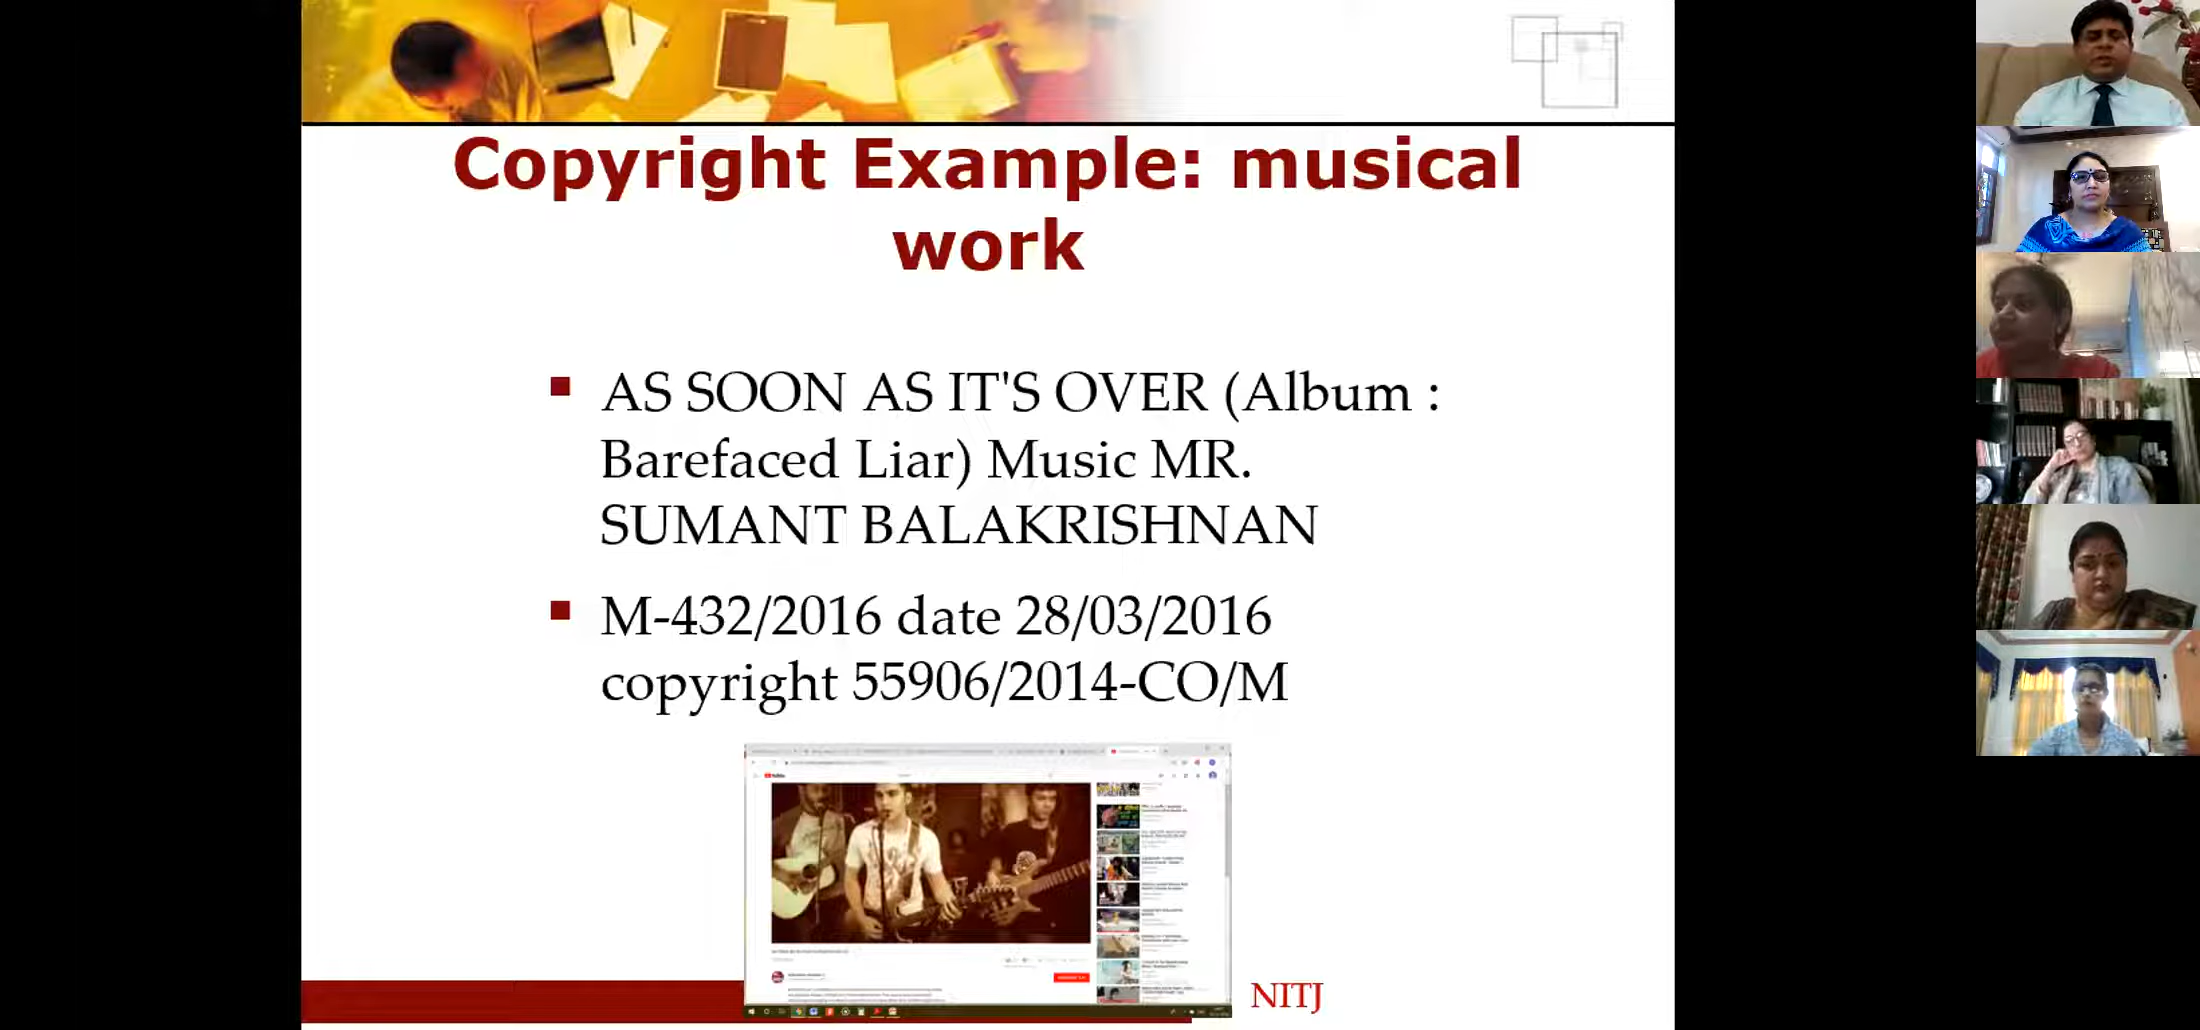 Copyright Example: musical
work
AS SOON AS IT'S OVER (Album :
Barefaced Liar) Music MR.
SUMANT BALAKRISHNAN
M-432/2016 date 28/03/2016
copyright 55906/2014-CO/M
NITJ